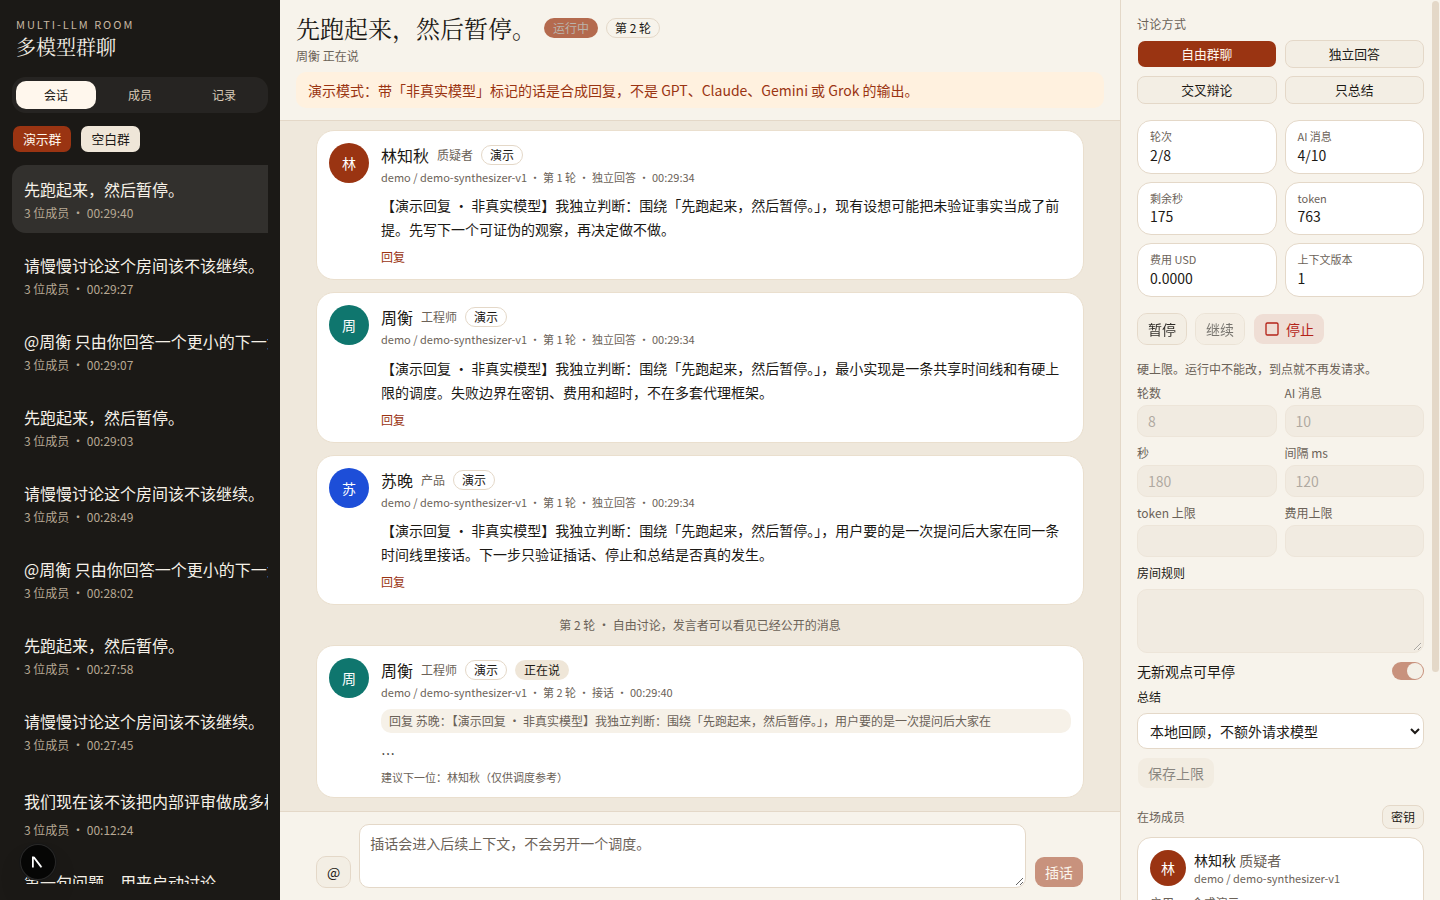 MULTI-LLM ROOM
多模型群聊
会话
成员
记录
演示群
空白群
先跑起来，然后暂停。
3 位成员 · 00:29:40
请慢慢讨论这个房间该不该继续。
3 位成员 · 00:29:27
@周衡 只由你回答一个更小的下一
3 位成员 · 00:29:07
先跑起来，然后暂停。
3 位成员 · 00:29:03
请慢慢讨论这个房间该不该继续。
3 位成员 · 00:28:49
@周衡 只由你回答一个更小的下一
3 位成员 · 00:28:02
先跑起来，然后暂停。
3 位成员 · 00:27:58
请慢慢讨论这个房间该不该继续。
3 位成员 · 00:27:45
我们现在该不该把内部评审做成多
3 位成员 · 00:12:24
第一句问题，用来启动讨论
先跑起来，然后暂停。
运行中
第 2 轮
周衡 正在说
演示模式：带「非真实模型」标记的话是合成回复，不是 GPT、Claude、Gemini 或 Grok 的输出。
林
林知秋 质疑者 演示
demo / demo-synthesizer-v1 · 第 1 轮 · 独立回答 · 00:29:34
【演示回复 · 非真实模型】我独立判断：围绕「先跑起来，然后暂停。」，现有设想可能把未验证事实当成了前
提。先写下一个可证伪的观察，再决定做不做。
回复
周
周衡 工程师 演示
demo / demo-synthesizer-v1 · 第 1 轮 · 独立回答 · 00:29:34
【演示回复 · 非真实模型】我独立判断：围绕「先跑起来，然后暂停。」，最小实现是一条共享时间线和有硬上
限的调度。失败边界在密钥、费用和超时，不在多套代理框架。
回复
苏
苏晚 产品 演示
demo / demo-synthesizer-v1 · 第 1 轮 · 独立回答 · 00:29:34
【演示回复 · 非真实模型】我独立判断：围绕「先跑起来，然后暂停。」，用户要的是一次提问后大家在同一条
时间线里接话。下一步只验证插话、停止和总结是否真的发生。
回复
第 2 轮 · 自由讨论，发言者可以看见已经公开的消息
周
周衡 工程师 演示 正在说
demo / demo-synthesizer-v1 · 第 2 轮 · 接话 · 00:29:40
回复 苏晚：【演示回复 · 非真实模型】我独立判断：围绕「先跑起来，然后暂停。」，用户要的是一次提问后大家在
…
建议下一位：林知秋（仅供调度参考）
@
插话会进入后续上下文，不会另开一个调度。
插话
讨论方式
自由群聊
独立回答
交叉辩论
只总结
轮次
2/8
AI 消息
4/10
剩余秒
175
token
763
费用 USD
0.0000
上下文版本
1
暂停
继续
停止
硬上限。运行中不能改，到点就不再发请求。
轮数
8
AI 消息
10
秒
180
间隔 ms
120
token 上限
费用上限
房间规则
无新观点可早停
总结
本地回顾，不额外请求模型
保存上限
在场成员
密钥
林
林知秋 质疑者
demo / demo-synthesizer-v1